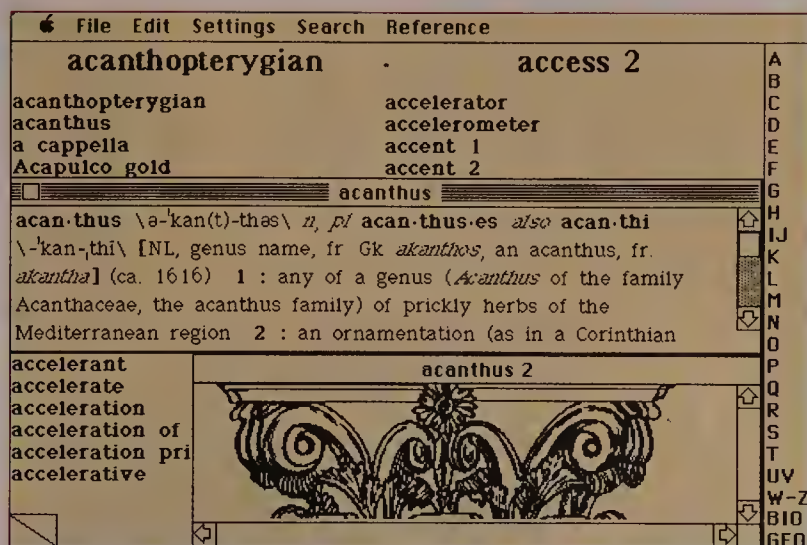 File Edit Settings Search Reference
acanthopterygian · access 2
acanthopterygian
acanthus
a cappella
Acapulco gold
accelerator
accelerometer
accent 1
accent 2
acanthus
acan·thus \ə-ˈkan(t)-thəs\ n, pl acan·thus·es also acan·thi
\-ˈkan-ˌthī\ [NL, genus name, fr Gk akanthos, an acanthus, fr.
akantha] (ca. 1616) 1 : any of a genus (Acanthus of the family
Acanthaceae, the acanthus family) of prickly herbs of the
Mediterranean region 2 : an ornamentation (as in a Corinthian
accelerant
accelerate
acceleration
acceleration of
acceleration pri
accelerative
acanthus 2
A
B
C
D
E
F
G
H
IJ
K
L
M
N
O
P
Q
R
S
T
UV
W-Z
BIO
GEO